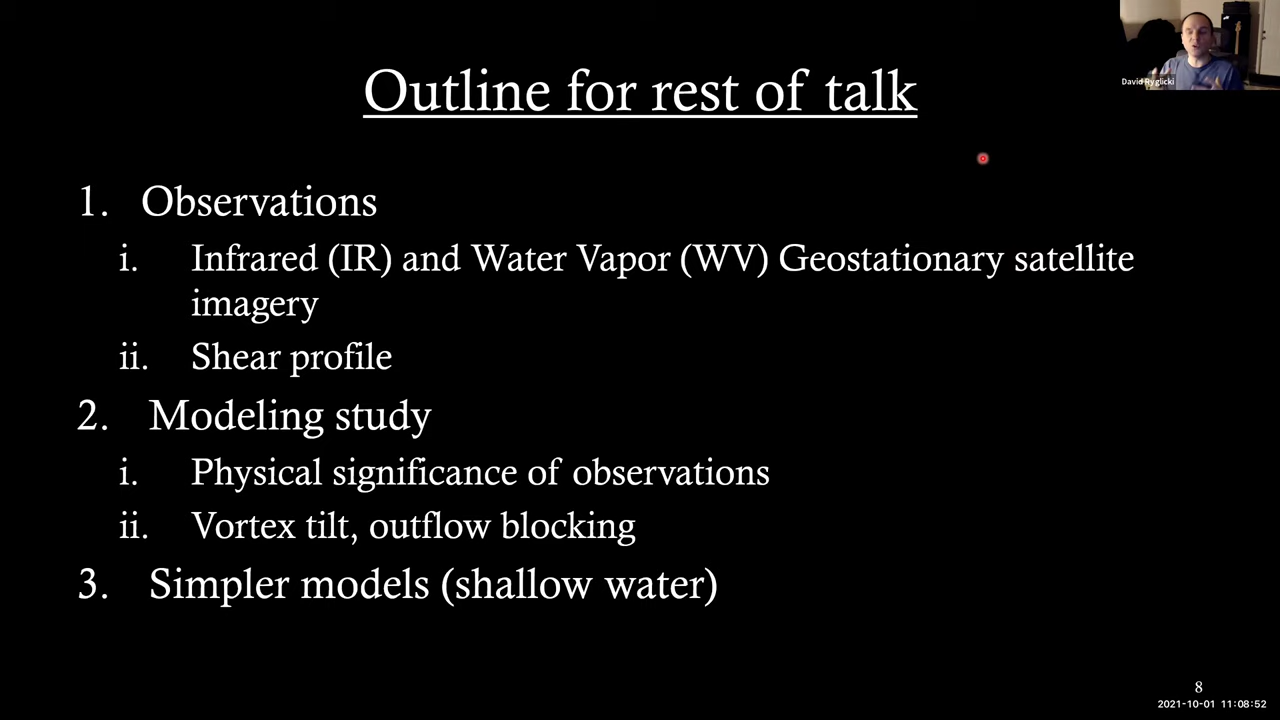 Outline for rest of talk
David Ryglicki
1. Observations
i. Infrared (IR) and Water Vapor (WV) Geostationary satellite
imagery
ii. Shear profile
2. Modeling study
i. Physical significance of observations
ii. Vortex tilt, outflow blocking
3. Simpler models (shallow water)
8
2021-10-01 11:08:52